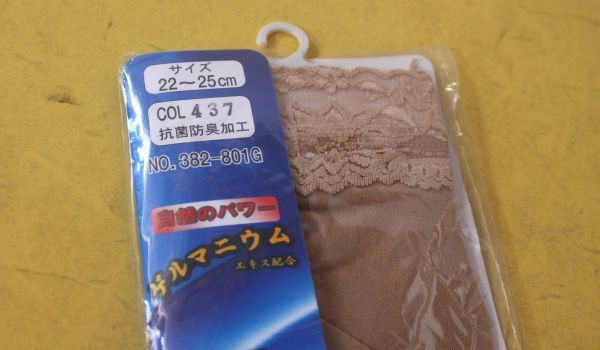 サイズ
22〜25cm
COL 437
抗菌防臭加工
NO.382-801G
自然のパワー
ゲルマニウム
エキス配合